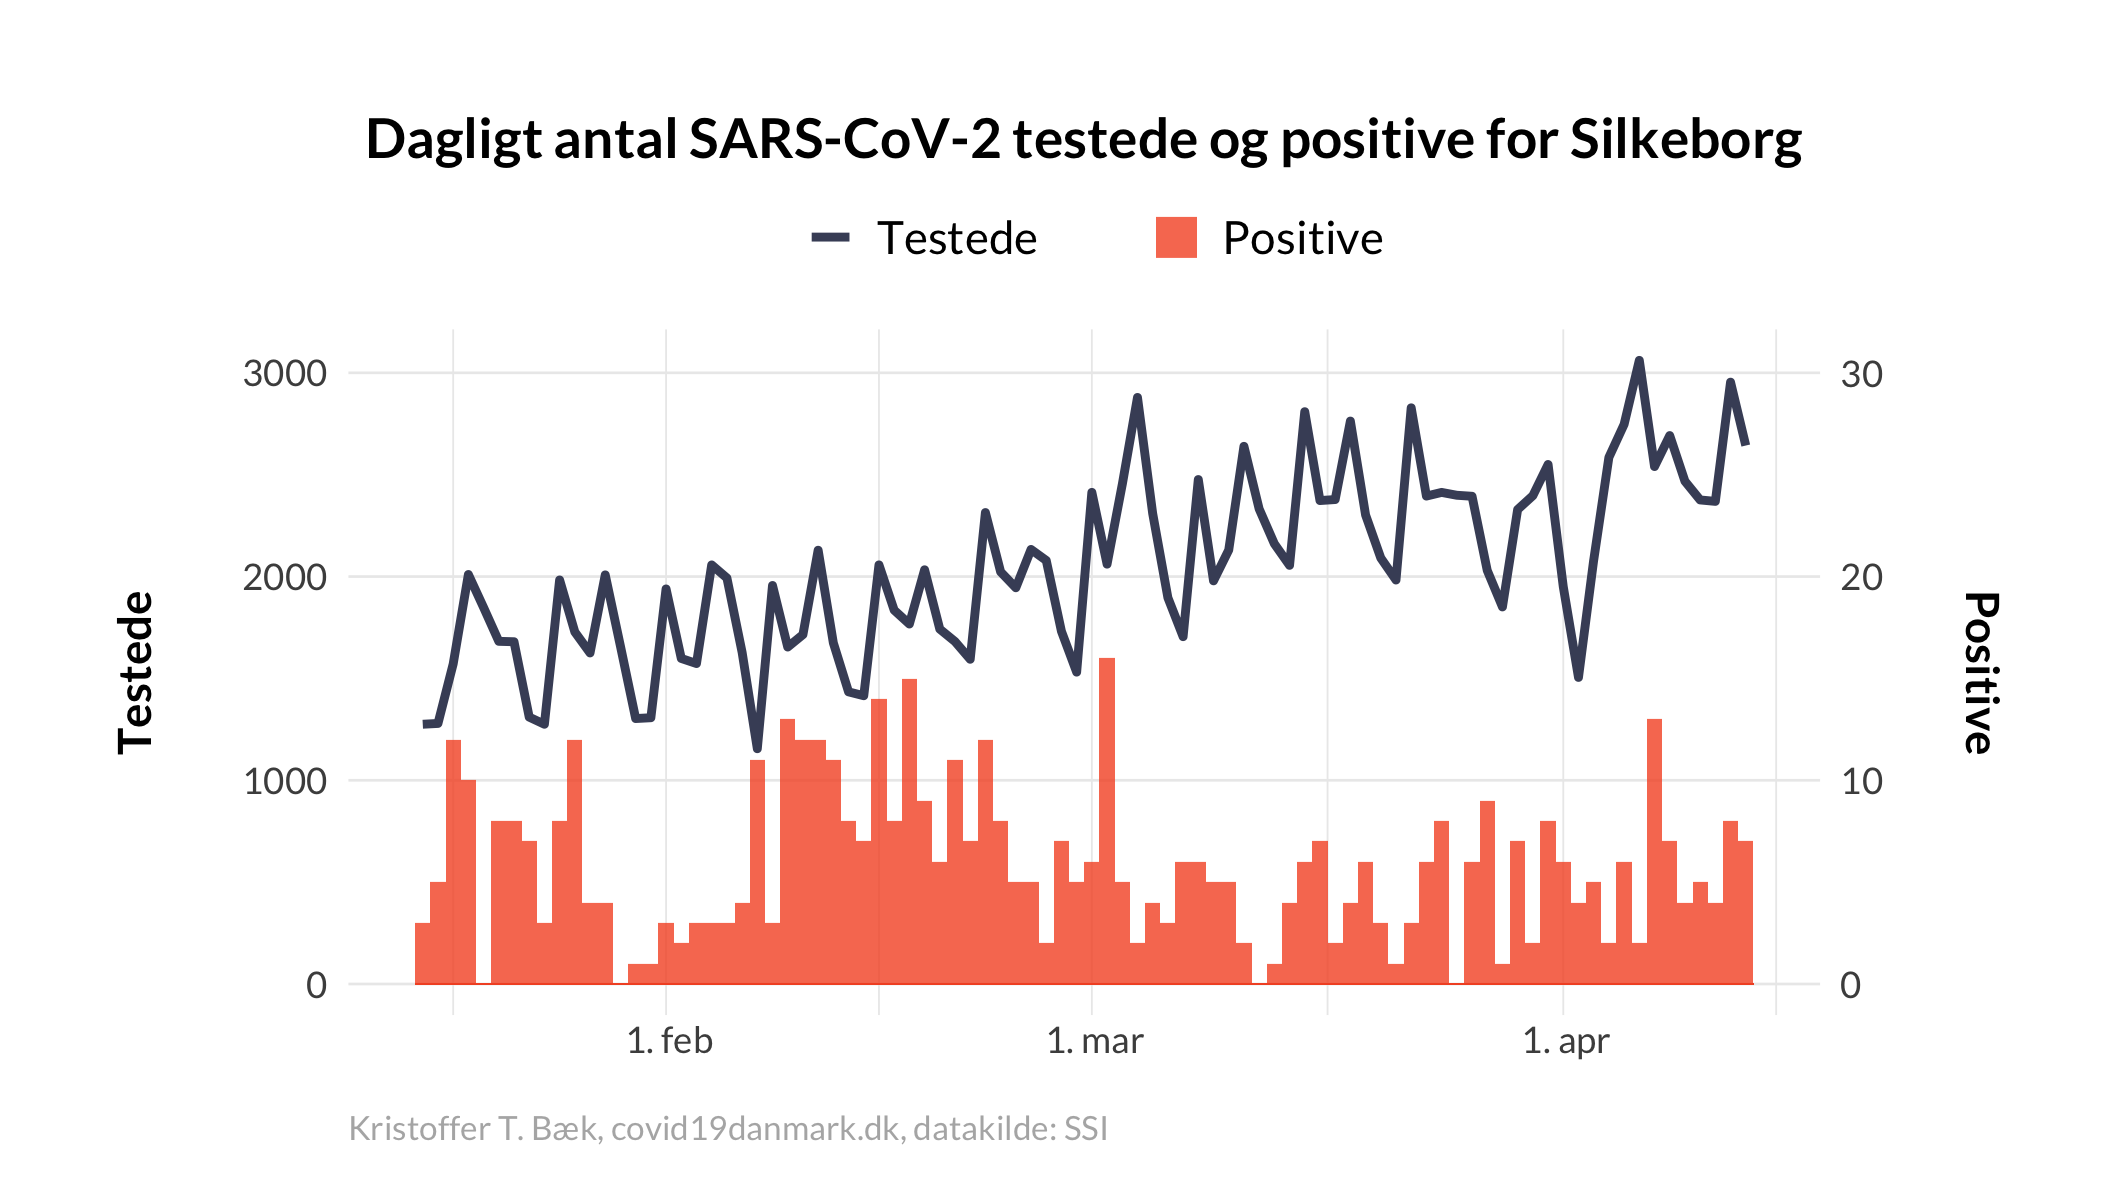 Dagligt antal SARS-CoV-2 testede og positive for Silkeborg
Testede
Positive
3000
2000
1000
0
30
20
10
0
Testede
Positive
1. feb
1. mar
1. apr
Kristoffer T. Bæk, covid19danmark.dk, datakilde: SSI